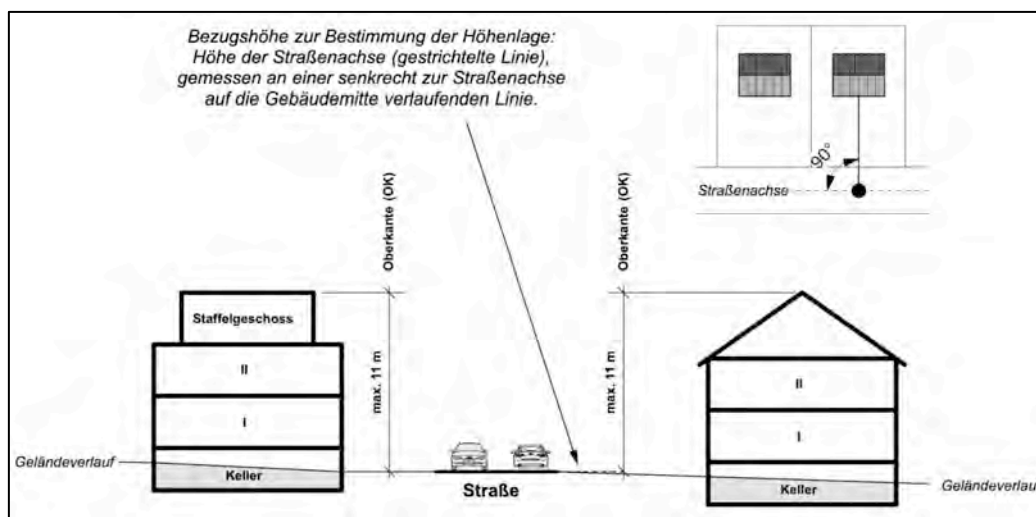 Bezugshöhe zur Bestimmung der Höhenlage:
Höhe der Straßenachse (gestrichtelte Linie),
gemessen an einer senkrecht zur Straßenachse
auf die Gebäudemitte verlaufenden Linie.
90°
Straßenachse
Oberkante (OK)
max. 11 m
Oberkante (OK)
max. 11 m
Staffelgeschoss
II
I
Keller
Geländeverlauf
Straße
II
I
Keller
Geländeverlauf